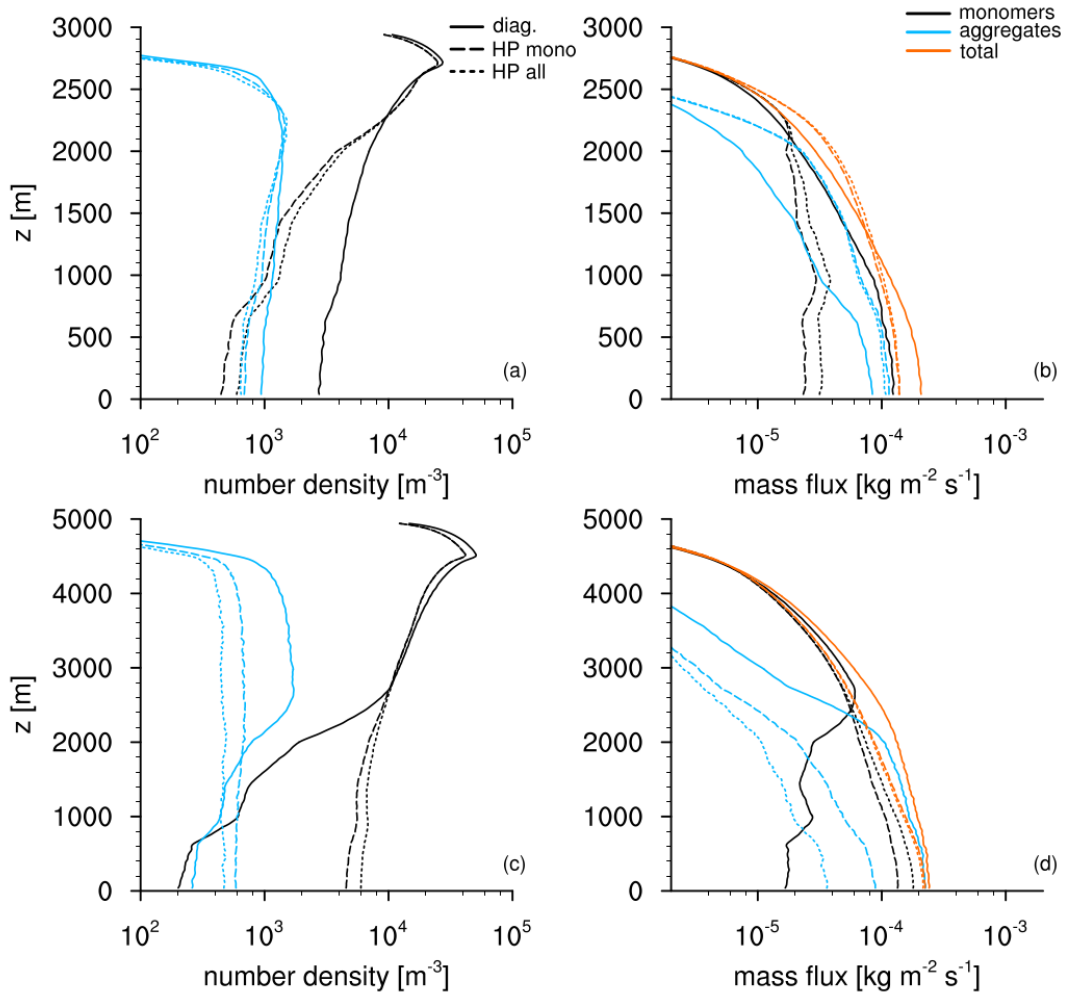 diag.
HP mono
HP all
monomers
aggregates
total
3000
2500
2000
1500
1000
500
0
z [m]
(a)
10² 10³ 10⁴ 10⁵
number density [m⁻³]
3000
2500
2000
1500
1000
500
0
(b)
10⁻⁵ 10⁻⁴ 10⁻³
mass flux [kg m⁻² s⁻¹]
5000
4000
3000
2000
1000
0
z [m]
(c)
10² 10³ 10⁴ 10⁵
number density [m⁻³]
5000
4000
3000
2000
1000
0
(d)
10⁻⁵ 10⁻⁴ 10⁻³
mass flux [kg m⁻² s⁻¹]